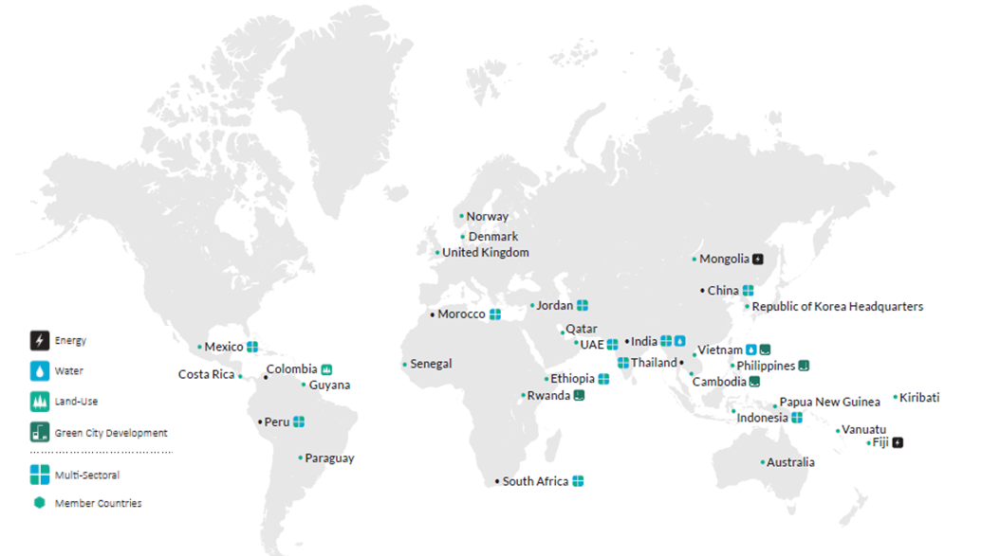 Norway
Denmark
United Kingdom
Mongolia
China
Republic of Korea Headquarters
Jordan
Morocco
Qatar
UAE
India
Vietnam
Thailand
Philippines
Cambodia
Senegal
Ethiopia
Rwanda
Mexico
Costa Rica
Colombia
Guyana
Peru
Paraguay
South Africa
Papua New Guinea
Indonesia
Kiribati
Vanuatu
Fiji
Australia
Energy
Water
Land-Use
Green City Development
Multi-Sectoral
Member Countries